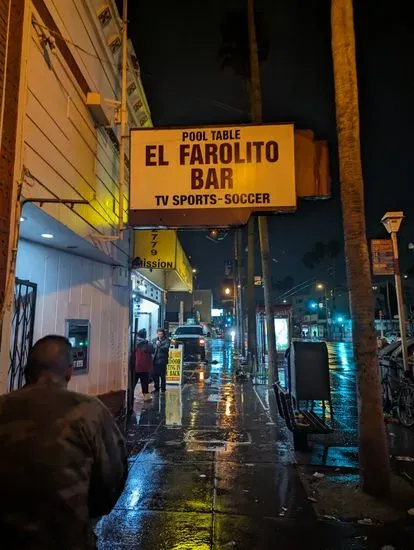 POOL TABLE
EL FAROLITO
BAR
TV SPORTS-SOCCER
2779
Mission